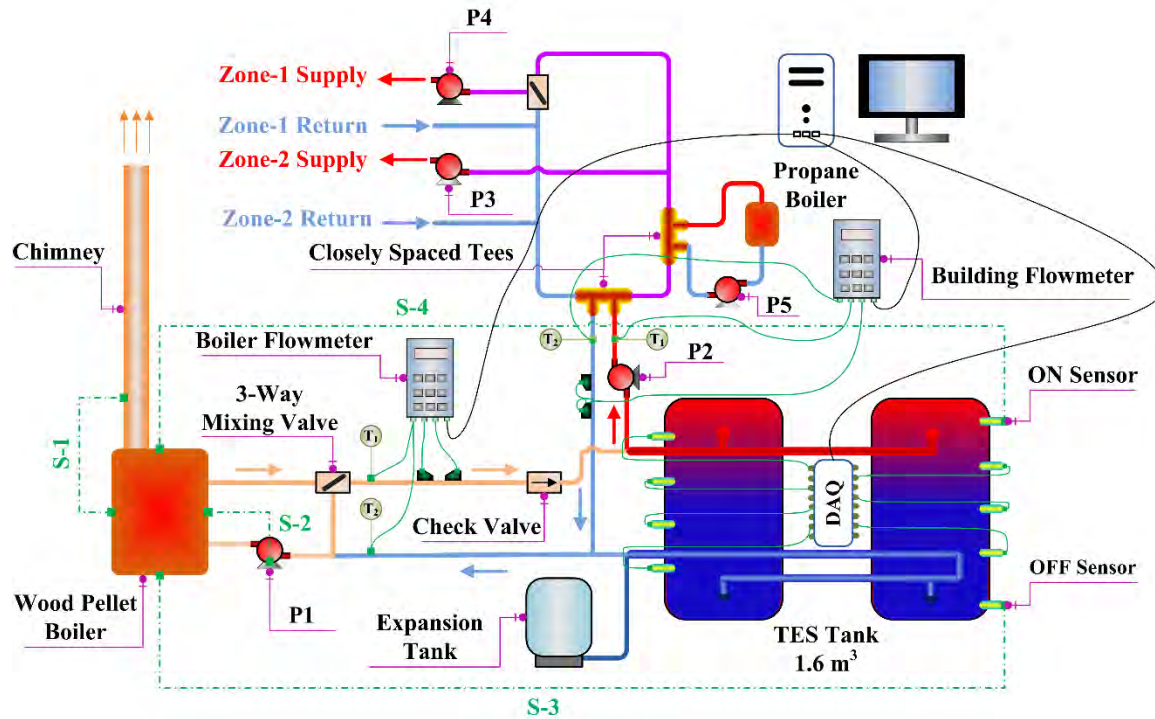 P4
Zone-1 Supply
Zone-1 Return
Zone-2 Supply
P3
Zone-2 Return
Propane
Boiler
Closely Spaced Tees
Chimney
Building Flowmeter
P5
S-4
Boiler Flowmeter
T2
T1
P2
ON Sensor
3-Way
Mixing Valve
S-1
T1
DAQ
S-2
T2
Check Valve
OFF Sensor
Wood Pellet
Boiler
P1
Expansion
Tank
TES Tank
1.6 m³
S-3